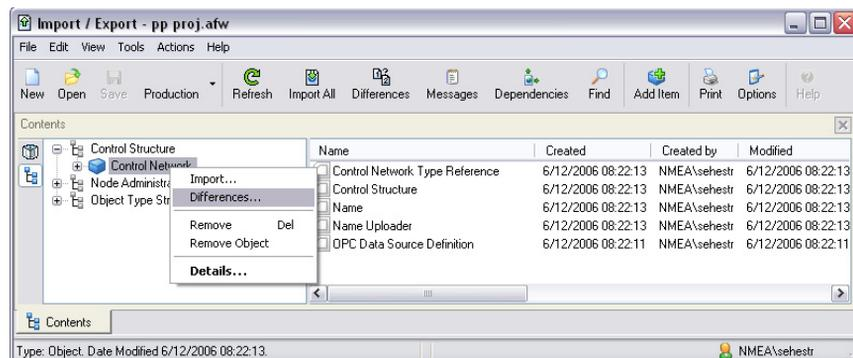 Import / Export - pp proj.afw
File Edit View Tools Actions Help
New Open Save Production Refresh Import All Differences Messages Dependencies Find Add Item Print Options Help
Contents
Control Structure
Control Network
Node Administra
Object Type Str
Import...
Differences...
Remove Del
Remove Object
Details...
Name Created Created by Modified
Control Network Type Reference 6/12/2006 08:22:13 NMEA\sehestr 6/12/2006 08:22:13
Control Structure 6/12/2006 08:22:13 NMEA\sehestr 6/12/2006 08:22:13
Name 6/12/2006 08:22:13 NMEA\sehestr 6/12/2006 08:22:13
Name Uploader 6/12/2006 08:22:13 NMEA\sehestr 6/12/2006 08:22:13
OPC Data Source Definition 6/12/2006 08:22:11 NMEA\sehestr 6/12/2006 08:22:11
Contents
Type: Object. Date Modified 6/12/2006 08:22:13. NMEA\sehestr